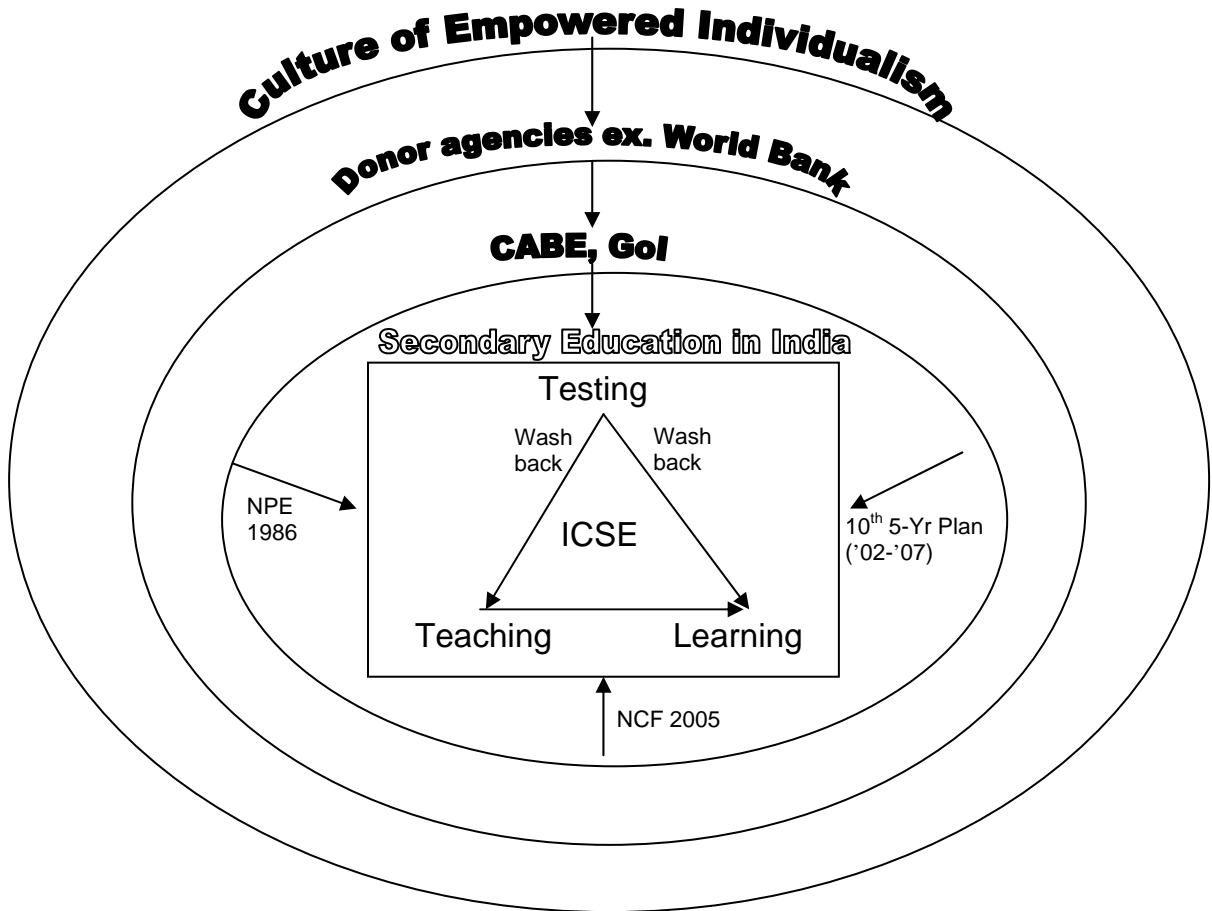 Culture of Empowered Individualism
Donor agencies ex. World Bank
CABE, GoI
Secondary Education in India
Testing
Wash
back
Wash
back
NPE
1986
ICSE
10th 5-Yr Plan
('02-'07)
Teaching
Learning
NCF 2005